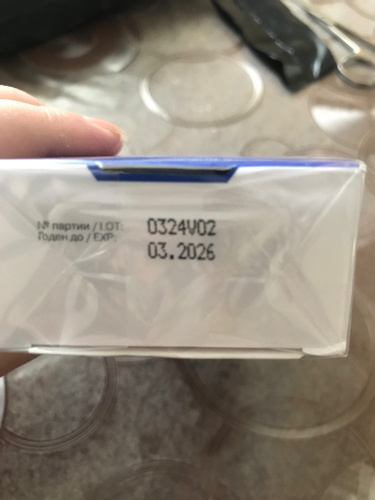 № партии / LOT: 0324V02
Годен до / EXP: 03.2026